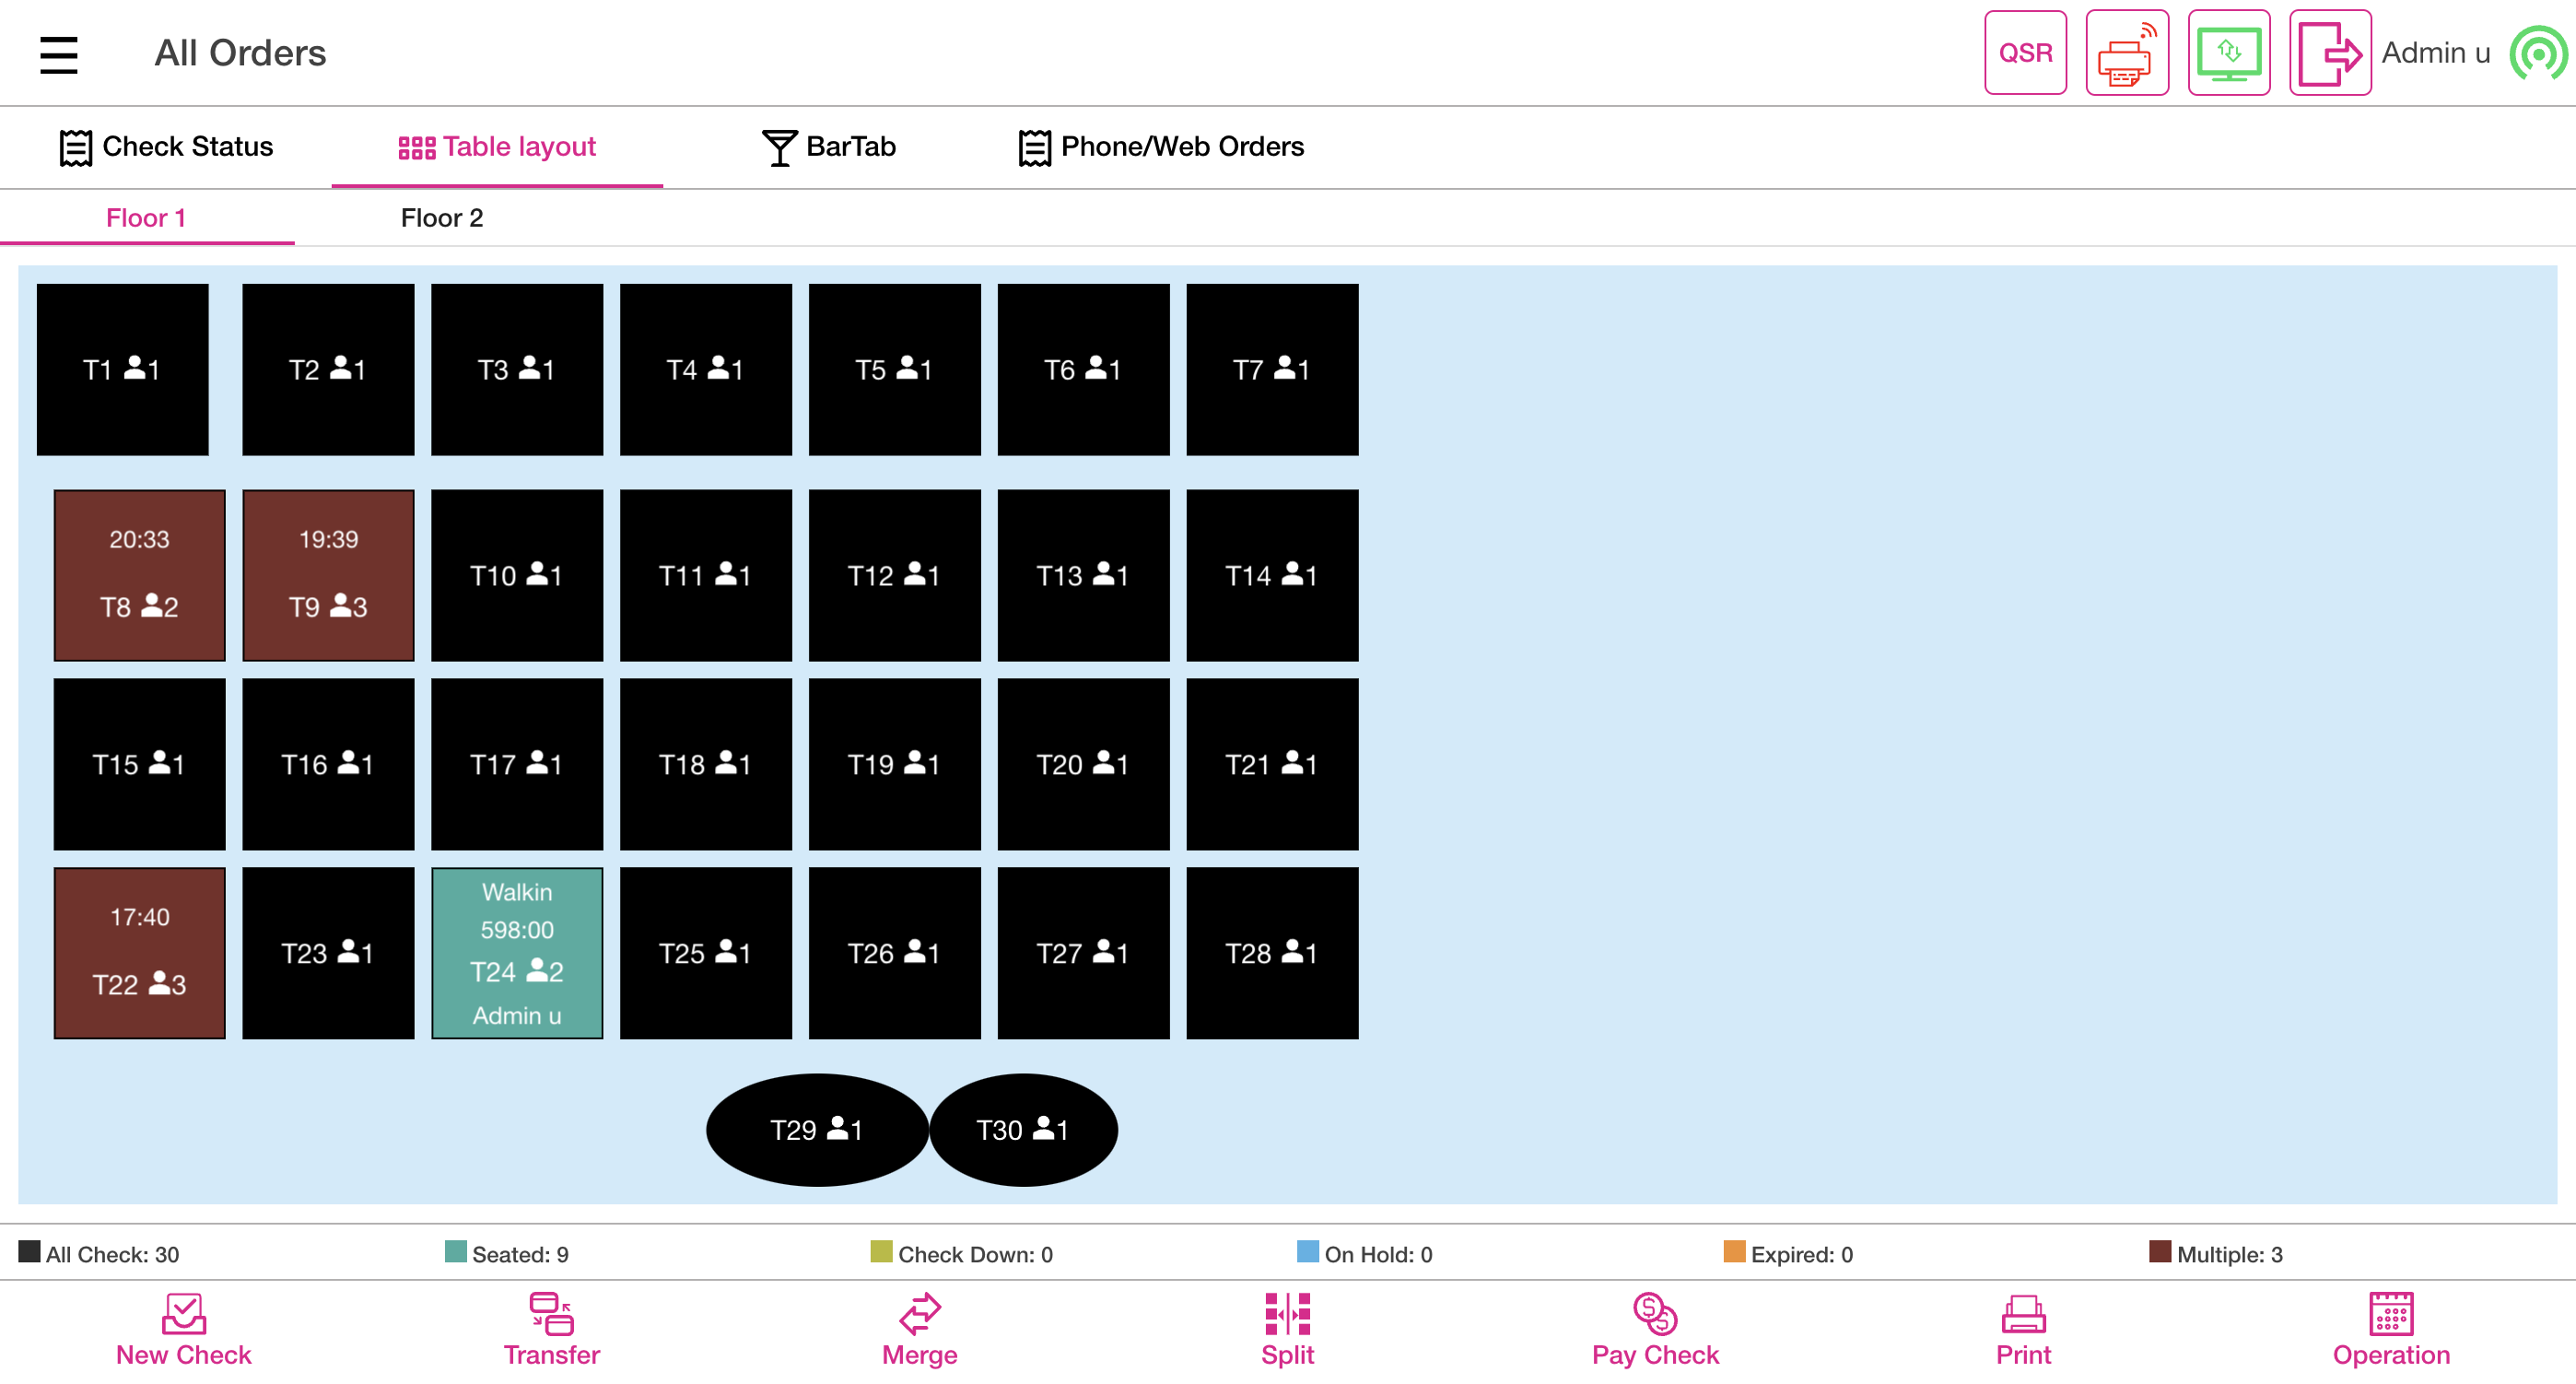 All Orders
QSR
Admin u
Check Status
Table layout
BarTab
Phone/Web Orders
Floor 1
Floor 2
T1 1
T2 1
T3 1
T4 1
T5 1
T6 1
T7 1
20:33
T8 2
19:39
T9 3
T10 1
T11 1
T12 1
T13 1
T14 1
T15 1
T16 1
T17 1
T18 1
T19 1
T20 1
T21 1
17:40
T22 3
T23 1
Walkin
598:00
T24 2
Admin u
T25 1
T26 1
T27 1
T28 1
T29 1
T30 1
All Check: 30
Seated: 9
Check Down: 0
On Hold: 0
Expired: 0
Multiple: 3
New Check
Transfer
Merge
Split
Pay Check
Print
Operation